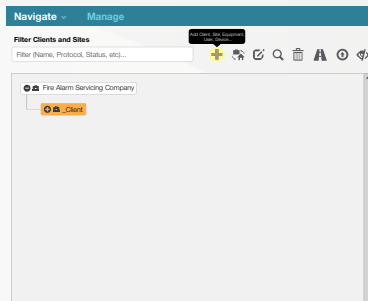 Navigate Manage
Add Client, Site, Equipment,
User, Device...
Filter Clients and Sites
Filter (Name, Protocol, Status, etc)...
Fire Alarm Servicing Company
_Client